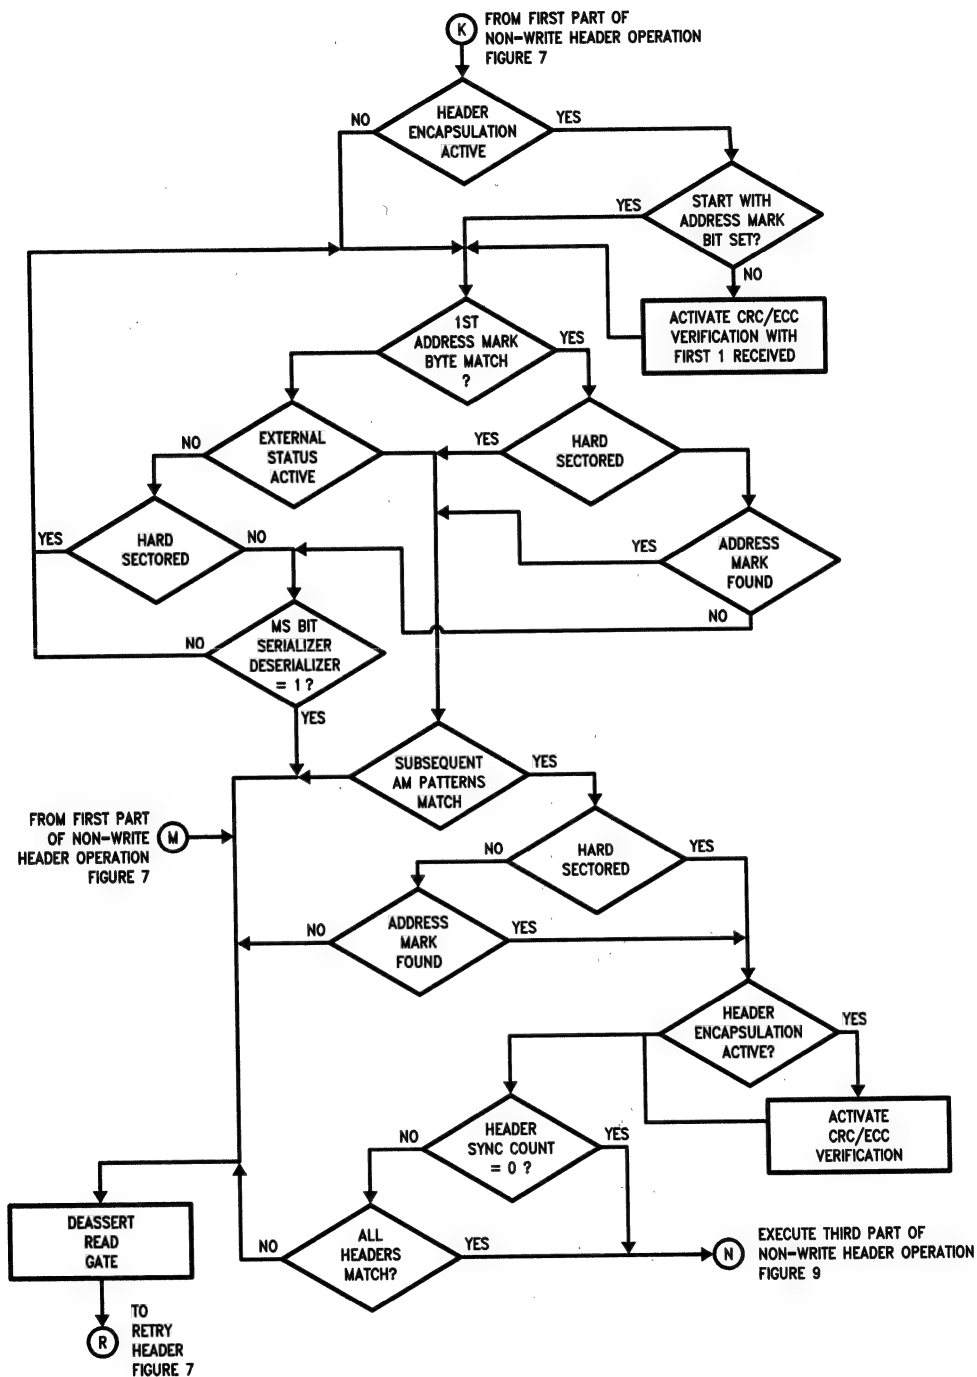 K
FROM FIRST PART OF
NON-WRITE HEADER OPERATION
FIGURE 7
HEADER
ENCAPSULATION
ACTIVE
NO
YES
START WITH
ADDRESS MARK
BIT SET?
YES
NO
ACTIVATE CRC/ECC
VERIFICATION WITH
FIRST 1 RECEIVED
1ST
ADDRESS MARK
BYTE MATCH
?
YES
EXTERNAL
STATUS
ACTIVE
NO
YES
HARD
SECTORED
YES
HARD
SECTORED
NO
YES
ADDRESS
MARK
FOUND
NO
NO
MS BIT
SERIALIZER
DESERIALIZER
= 1 ?
YES
SUBSEQUENT
AM PATTERNS
MATCH
YES
FROM FIRST PART
OF NON-WRITE
HEADER OPERATION
FIGURE 7
M
NO
HARD
SECTORED
YES
NO
ADDRESS
MARK
FOUND
YES
HEADER
ENCAPSULATION
ACTIVE?
YES
ACTIVATE
CRC/ECC
VERIFICATION
NO
HEADER
SYNC COUNT
= 0 ?
YES
DEASSERT
READ
GATE
NO
ALL
HEADERS
MATCH?
YES
N
EXECUTE THIRD PART OF
NON-WRITE HEADER OPERATION
FIGURE 9
R
TO
RETRY
HEADER
FIGURE 7